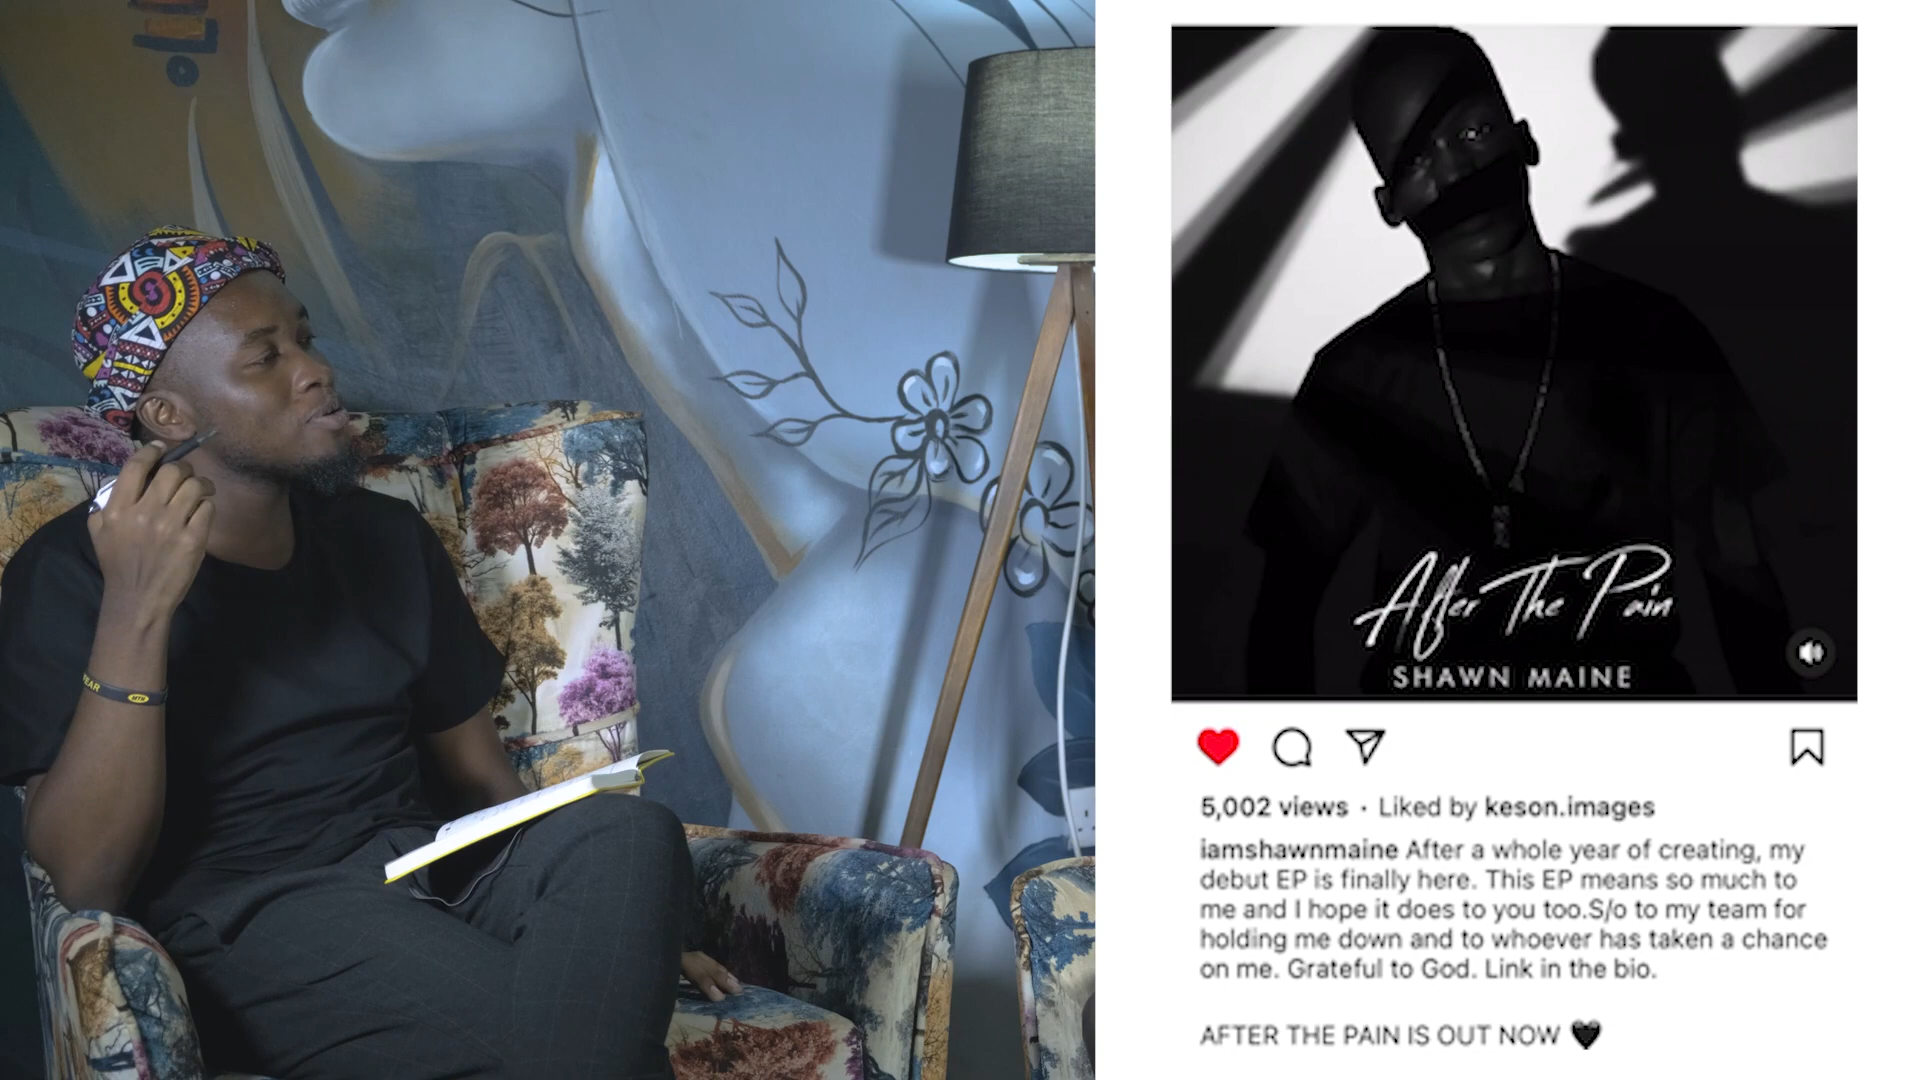 YEAR
MTN
After The Pain
SHAWN MAINE
5,002 views · Liked by keson.images
iamshawnmaine After a whole year of creating, my
debut EP is finally here. This EP means so much to
me and I hope it does to you too.S/o to my team for
holding me down and to whoever has taken a chance
on me. Grateful to God. Link in the bio.
AFTER THE PAIN IS OUT NOW 🖤